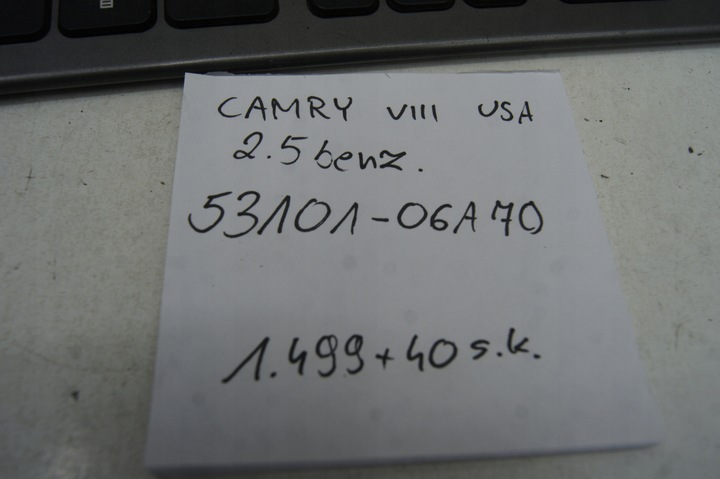 CAMRY VIII USA
2.5 benz.
53101-06A70
1.499+40 s.k.